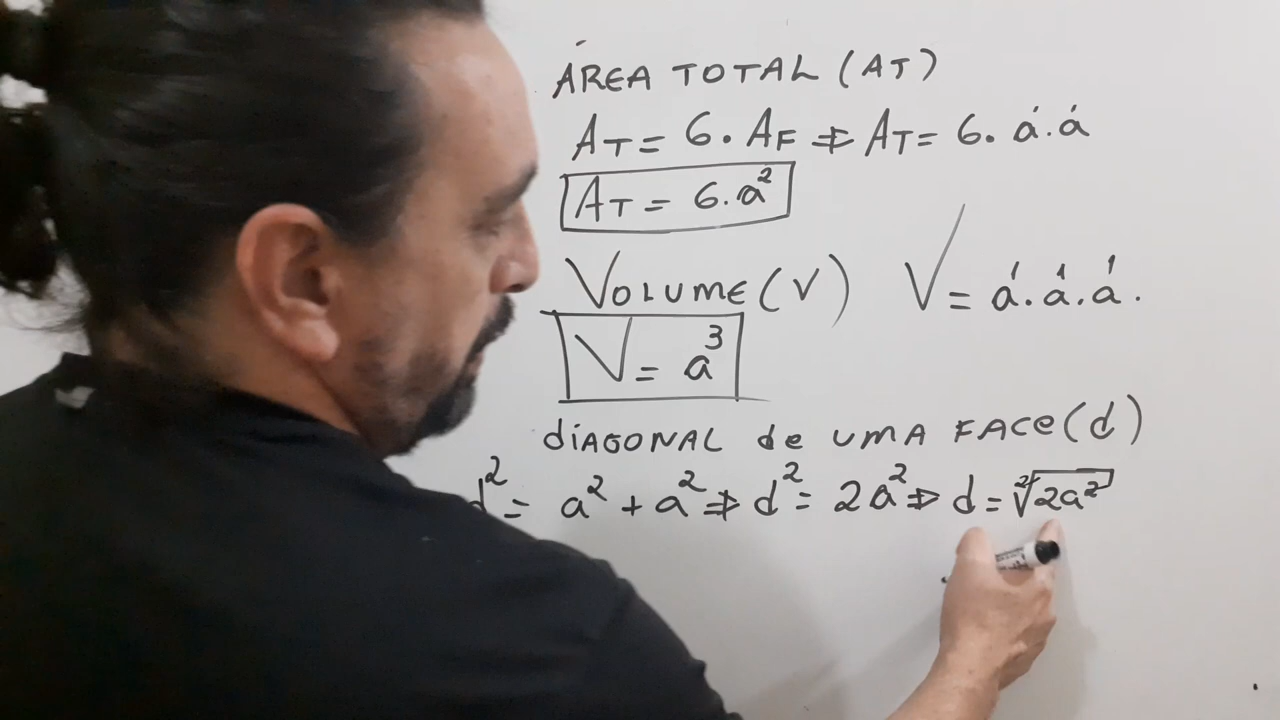 ÁREA TOTAL (AT)
AT = 6. AF ⇒ AT = 6. a.a
AT = 6.a²
VOLUME (V) V = a.a.a.
V = a³
dIAGONAL de UMA FACe (d)
d² = a² + a² ⇒ d² = 2a² ⇒ d = ²√2a²